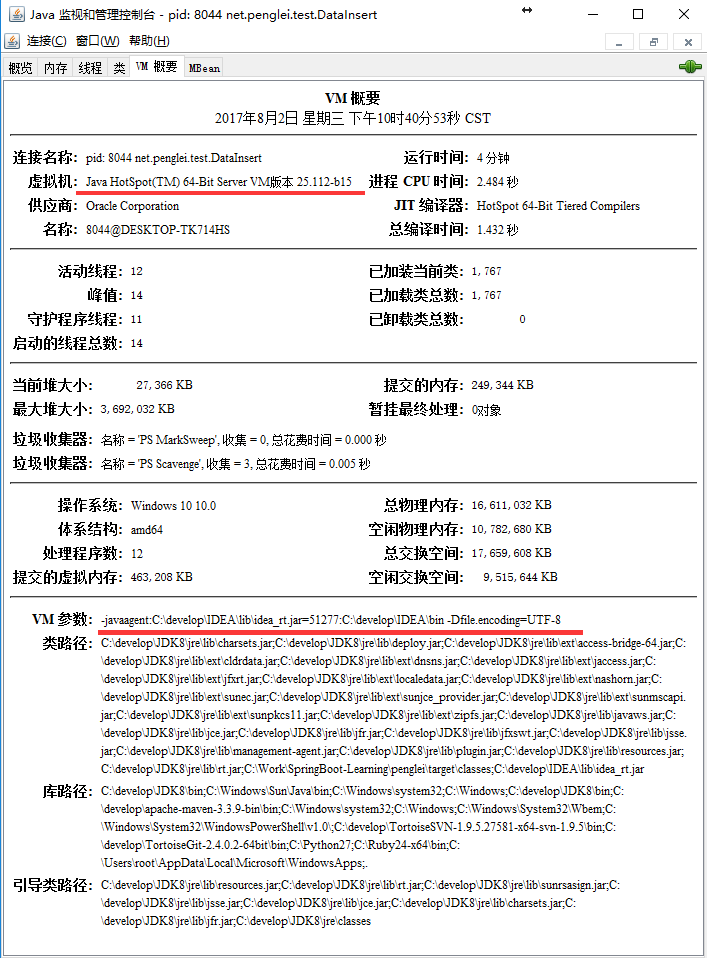 Java 监视和管理控制台 - pid: 8044 net.penglei.test.DataInsert
连接(C) 窗口(W) 帮助(H)
概览 内存 线程 类 VM 概要 MBean
VM 概要
2017年8月2日 星期三 下午10时40分53秒 CST
连接名称: pid: 8044 net.penglei.test.DataInsert 运行时间: 4 分钟
虚拟机: Java HotSpot(TM) 64-Bit Server VM版本 25.112-b15 进程 CPU 时间: 2.484 秒
供应商: Oracle Corporation JIT 编译器: HotSpot 64-Bit Tiered Compilers
名称: 8044@DESKTOP-TK714HS 总编译时间: 1.432 秒
活动线程: 12 已加装当前类: 1,767
峰值: 14 已加载类总数: 1,767
守护程序线程: 11 已卸载类总数: 0
启动的线程总数: 14
当前堆大小: 27,366 KB 提交的内存: 249,344 KB
最大堆大小: 3,692,032 KB 暂挂最终处理: 0对象
垃圾收集器: 名称 = 'PS MarkSweep', 收集 = 0, 总花费时间 = 0.000 秒
垃圾收集器: 名称 = 'PS Scavenge', 收集 = 3, 总花费时间 = 0.005 秒
操作系统: Windows 10 10.0 总物理内存: 16,611,032 KB
体系结构: amd64 空闲物理内存: 10,782,680 KB
处理程序数: 12 总交换空间: 17,659,608 KB
提交的虚拟内存: 463,208 KB 空闲交换空间: 9,515,644 KB
VM 参数: -javaagent:C:\develop\IDEA\lib\idea_rt.jar=51277:C:\develop\IDEA\bin -Dfile.encoding=UTF-8
类路径: C:\develop\JDK8\jre\lib\charsets.jar;C:\develop\JDK8\jre\lib\deploy.jar;C:\develop\JDK8\jre\lib\ext\access-bridge-64.jar;C:
\develop\JDK8\jre\lib\ext\cldrdata.jar;C:\develop\JDK8\jre\lib\ext\dnsns.jar;C:\develop\JDK8\jre\lib\ext\jaccess.jar;C:
\develop\JDK8\jre\lib\ext\jfxrt.jar;C:\develop\JDK8\jre\lib\ext\localedata.jar;C:\develop\JDK8\jre\lib\ext\nashorn.jar;C:
\develop\JDK8\jre\lib\ext\sunec.jar;C:\develop\JDK8\jre\lib\ext\sunjce_provider.jar;C:\develop\JDK8\jre\lib\ext\sunmscapi.
jar;C:\develop\JDK8\jre\lib\ext\sunpkcs11.jar;C:\develop\JDK8\jre\lib\ext\zipfs.jar;C:\develop\JDK8\jre\lib\javaws.jar;C:
\develop\JDK8\jre\lib\jce.jar;C:\develop\JDK8\jre\lib\jfr.jar;C:\develop\JDK8\jre\lib\jfxswt.jar;C:\develop\JDK8\jre\lib\jsse.
jar;C:\develop\JDK8\jre\lib\management-agent.jar;C:\develop\JDK8\jre\lib\plugin.jar;C:\develop\JDK8\jre\lib\resources.jar;
C:\develop\JDK8\jre\lib\rt.jar;C:\Work\SpringBoot-Learning\penglei\target\classes;C:\develop\IDEA\lib\idea_rt.jar
库路径: C:\develop\JDK8\bin;C:\Windows\Sun\Java\bin;C:\Windows\system32;C:\Windows;C:\develop\JDK8\bin;C:
\develop\apache-maven-3.3.9-bin\bin;C:\Windows\system32;C:\Windows;C:\Windows\System32\Wbem;C:
\Windows\System32\WindowsPowerShell\v1.0\;C:\develop\TortoiseSVN-1.9.5.27581-x64-svn-1.9.5\bin;C:
\develop\TortoiseGit-2.4.0.2-64bit\bin;C:\Python27;C:\Ruby24-x64\bin;C:
\Users\root\AppData\Local\Microsoft\WindowsApps;.
引导类路径: C:\develop\JDK8\jre\lib\resources.jar;C:\develop\JDK8\jre\lib\rt.jar;C:\develop\JDK8\jre\lib\sunrsasign.jar;C:
\develop\JDK8\jre\lib\jsse.jar;C:\develop\JDK8\jre\lib\jce.jar;C:\develop\JDK8\jre\lib\charsets.jar;C:
\develop\JDK8\jre\lib\jfr.jar;C:\develop\JDK8\jre\classes